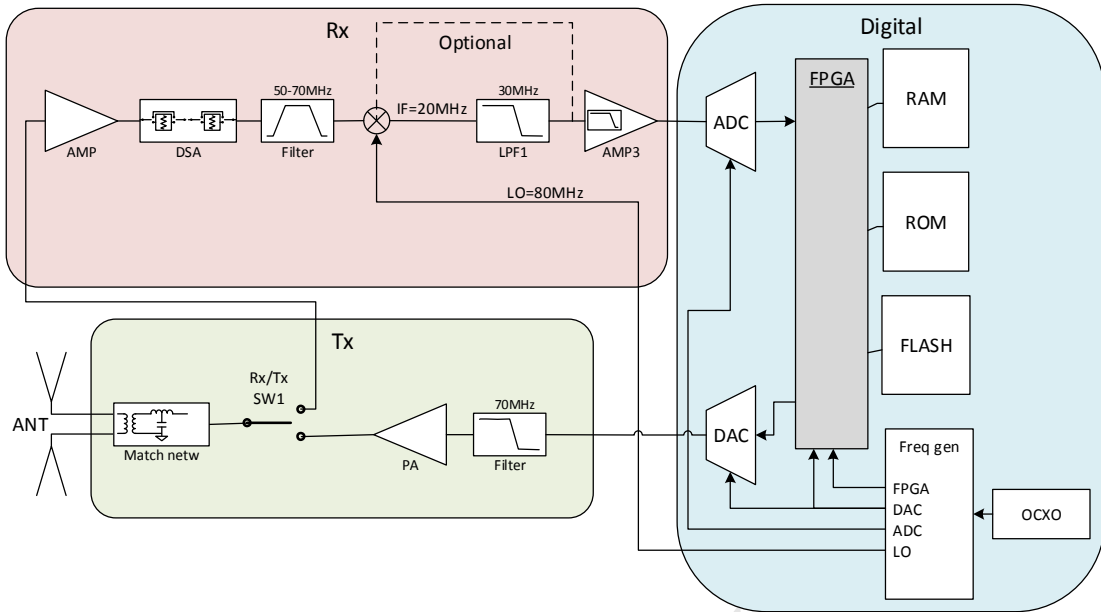 Rx
Optional
Digital
50-70MHz
30MHz
IF=20MHz
AMP
DSA
Filter
LPF1
AMP3
LO=80MHz
ADC
FPGA
RAM
ROM
FLASH
Tx
Rx/Tx
SW1
ANT
Match netw
PA
70MHz
Filter
DAC
Freq gen
FPGA
DAC
ADC
LO
OCXO